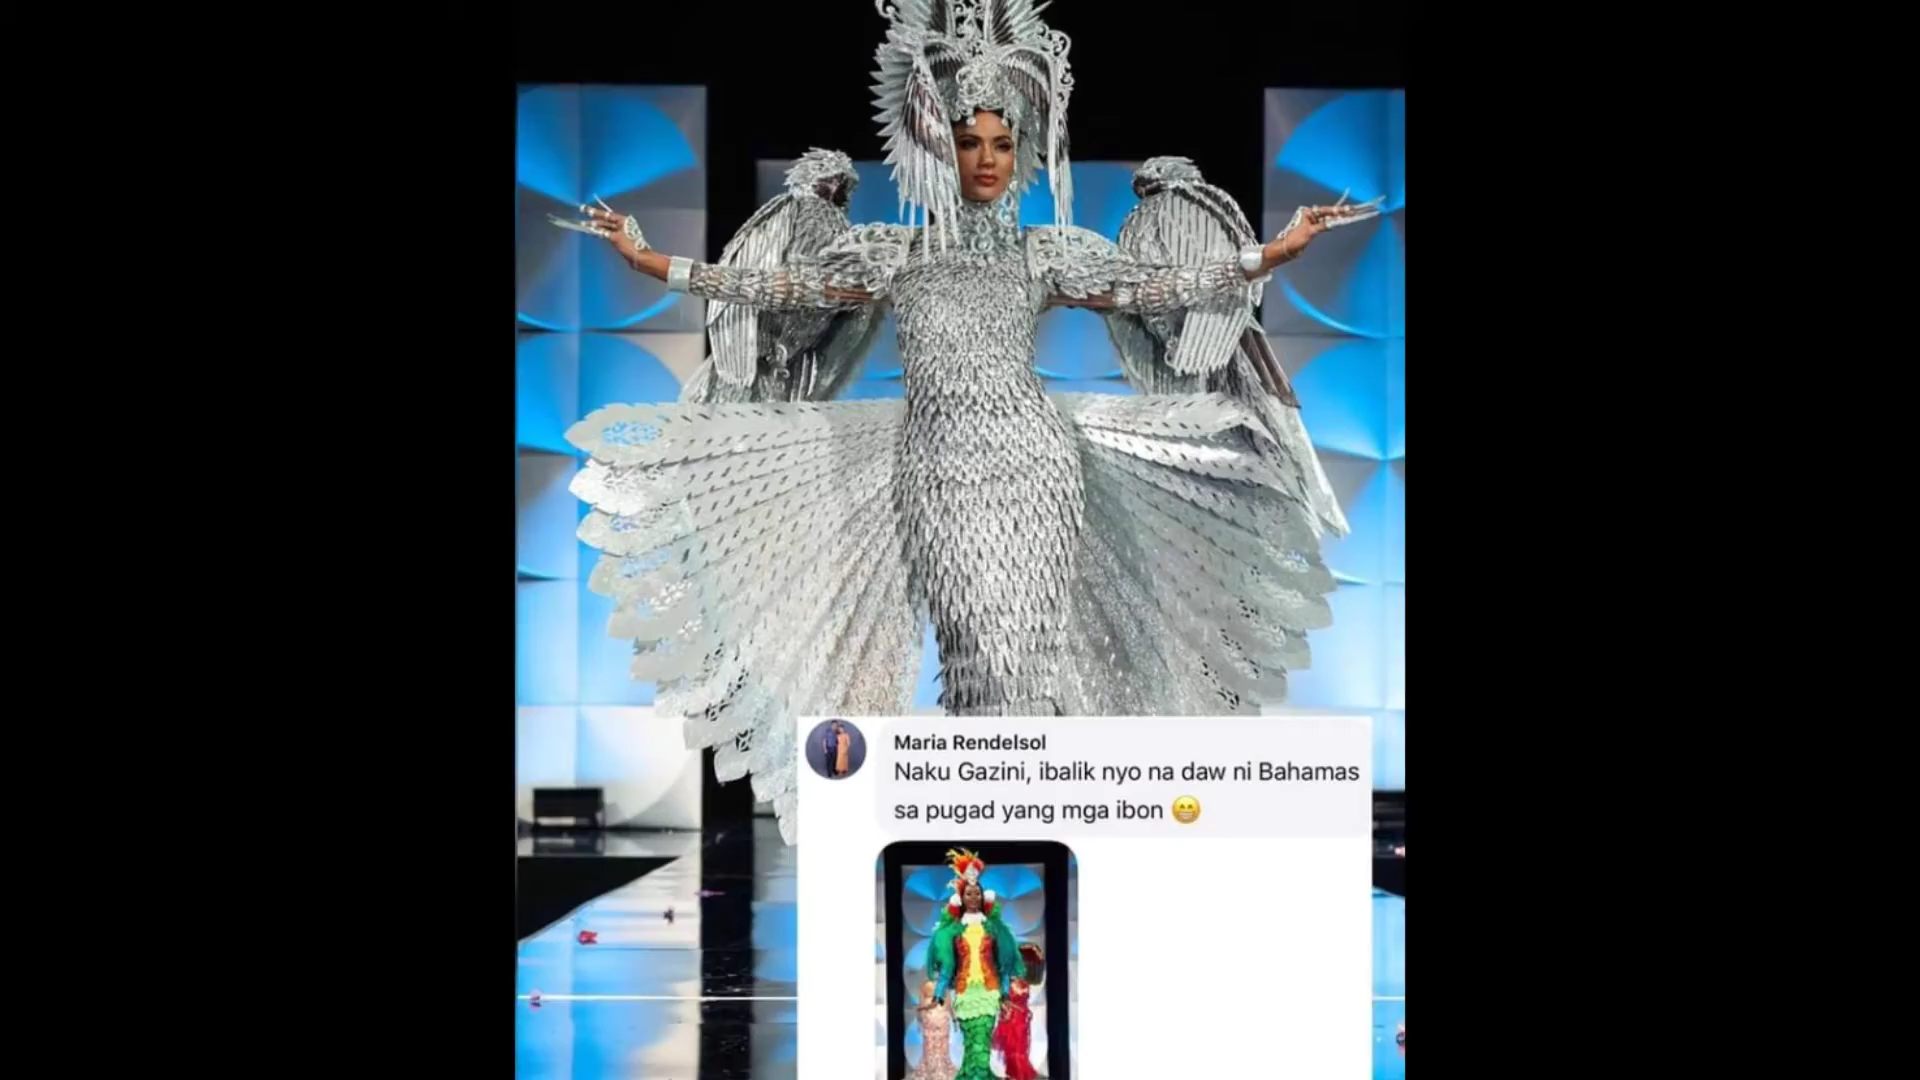 Maria Rendelsol
Naku Gazini, ibalik nyo na daw ni Bahamas
sa pugad yang mga ibon 😁